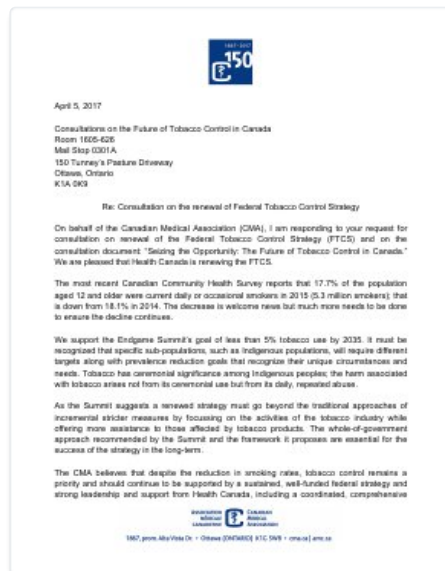 1867-2017
150
April 5, 2017
Consultations on the Future of Tobacco Control in Canada
Room 1605-626
Mail Stop 0301A
150 Tunney's Pasture Driveway
Ottawa, Ontario
K1A 0K9
Re: Consultation on the renewal of Federal Tobacco Control Strategy
On behalf of the Canadian Medical Association (CMA), I am responding to your request for
consultation on renewal of the Federal Tobacco Control Strategy (FTCS) and on the
consultation document: "Seizing the Opportunity: The Future of Tobacco Control in Canada."
We are pleased that Health Canada is renewing the FTCS.
The most recent Canadian Community Health Survey reports that 17.7% of the population
aged 12 and older were current daily or occasional smokers in 2015 (5.3 million smokers); that
is down from 18.1% in 2014. The decrease is welcome news but much more needs to be done
to ensure the decline continues.
We support the Endgame Summit's goal of less than 5% tobacco use by 2035. It must be
recognized that specific sub-populations, such as Indigenous populations, will require different
targets along with prevalence reduction goals that recognize their unique circumstances and
needs. Tobacco has ceremonial significance among Indigenous peoples; the harm associated
with tobacco arises not from its ceremonial use but from its daily, repeated abuse.
As the Summit suggests a renewed strategy must go beyond the traditional approaches of
incremental stricter measures by focussing on the activities of the tobacco industry while
offering more assistance to those affected by tobacco products. The whole-of-government
approach recommended by the Summit and the framework it proposes are essential for the
success of the strategy in the long-term.
The CMA believes that despite the reduction in smoking rates, tobacco control remains a
priority and should continue to be supported by a sustained, well-funded federal strategy and
strong leadership and support from Health Canada, including a coordinated, comprehensive
ASSOCIATION MÉDICALE CANADIENNE
CANADIAN MEDICAL ASSOCIATION
1867, prom. Alta Vista Dr. • Ottawa (ONTARIO) K1G 5W8 • cma.ca | amc.ca